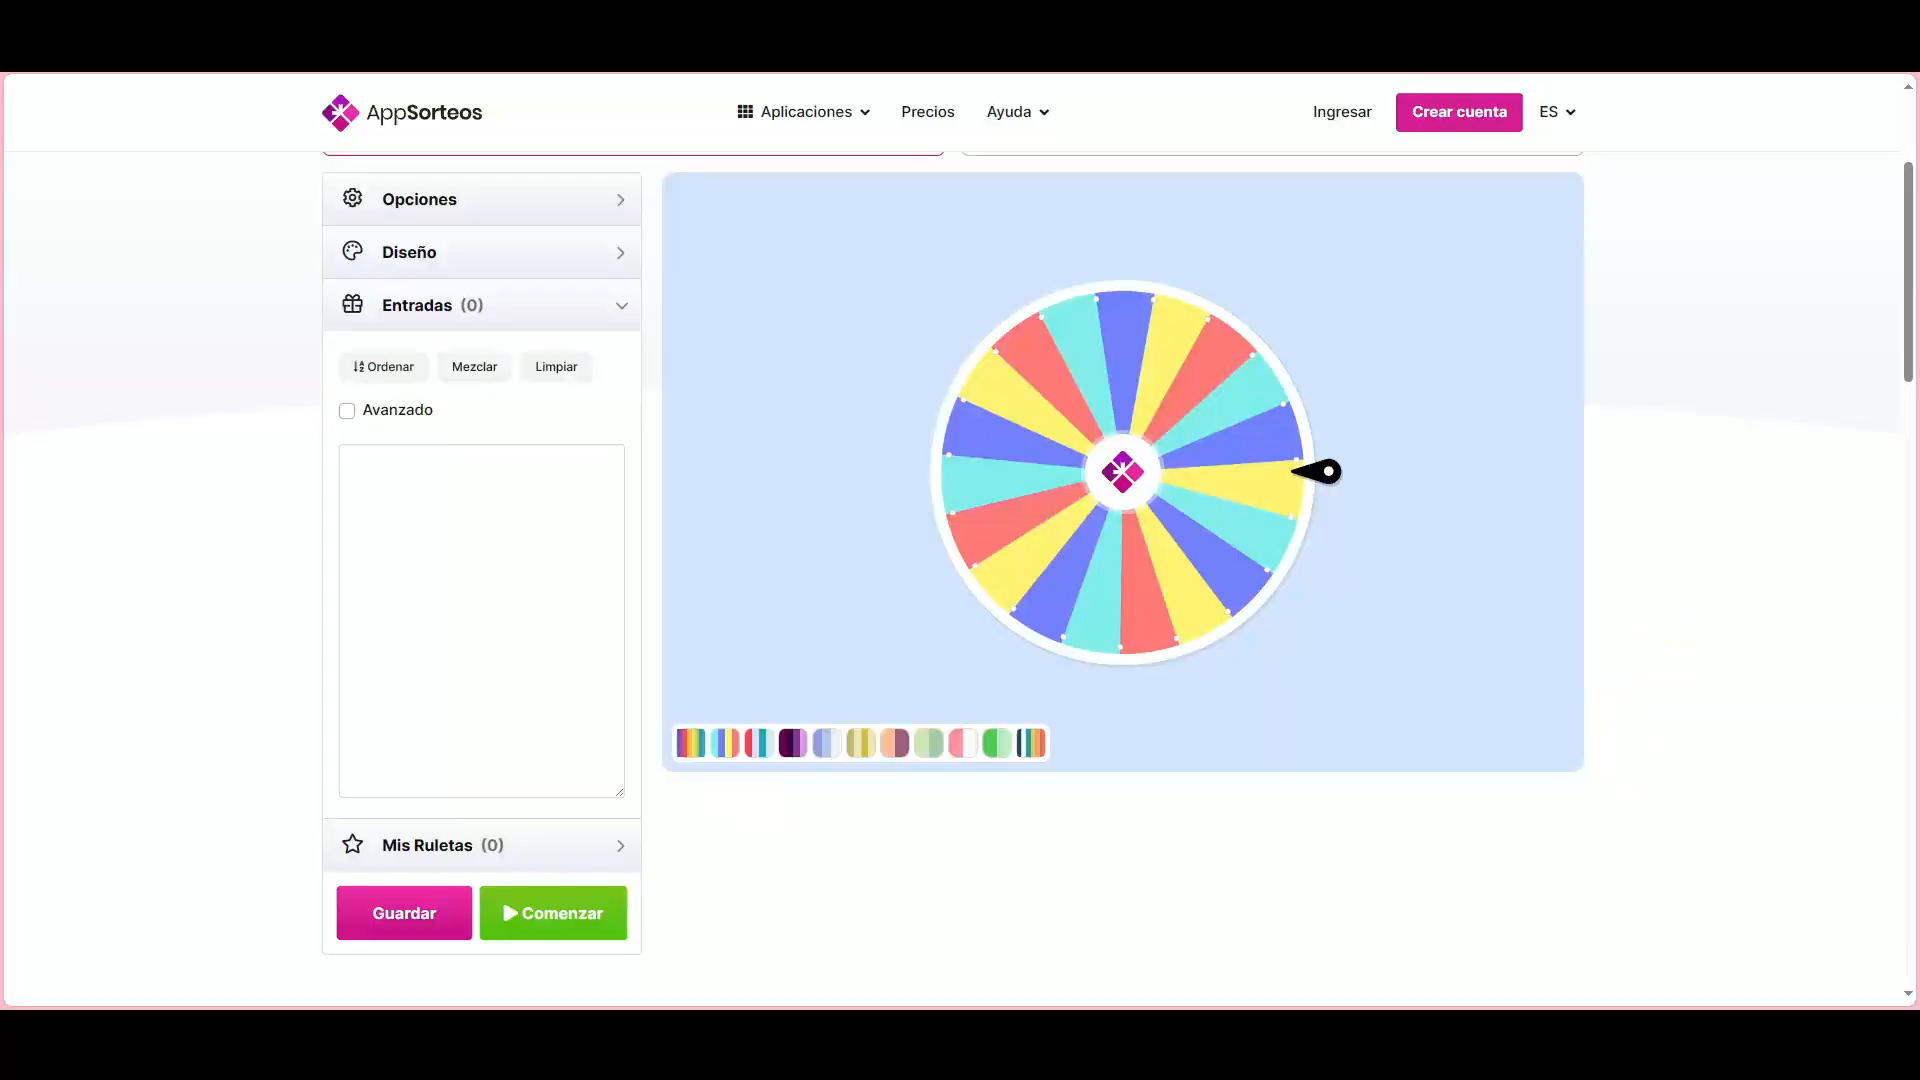 AppSorteos
Aplicaciones
Precios
Ayuda
Ingresar
Crear cuenta
ES
Opciones
Diseño
Entradas (0)
Ordenar
Mezclar
Limpiar
Avanzado
Mis Ruletas (0)
Guardar
Comenzar